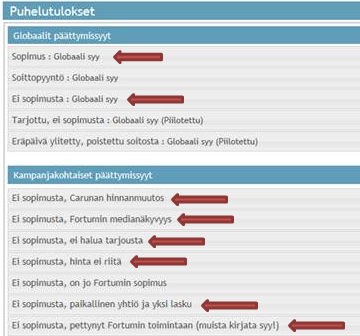 Puhelutulokset
Globaalit päättymissyyt
Sopimus : Globaali syy
Soittopyyntö : Globaali syy
Ei sopimusta : Globaali syy
Tarjottu, ei sopimusta : Globaali syy (Piilotettu)
Eräpäivä ylitetty, poistettu soitosta : Globaali syy (Piilotettu)
Kampanjakohtaiset päättymissyyt
Ei sopimusta, Carunan hinnanmuutos
Ei sopimusta, Fortumin medianäkyvyys
Ei sopimusta, ei halua tarjousta
Ei sopimusta, hinta ei riitä
Ei sopimusta, on jo Fortumin sopimus
Ei sopimusta, paikallinen yhtiö ja yksi lasku
Ei sopimusta, pettynyt Fortumin toimintaan (muista kirjata syy!)